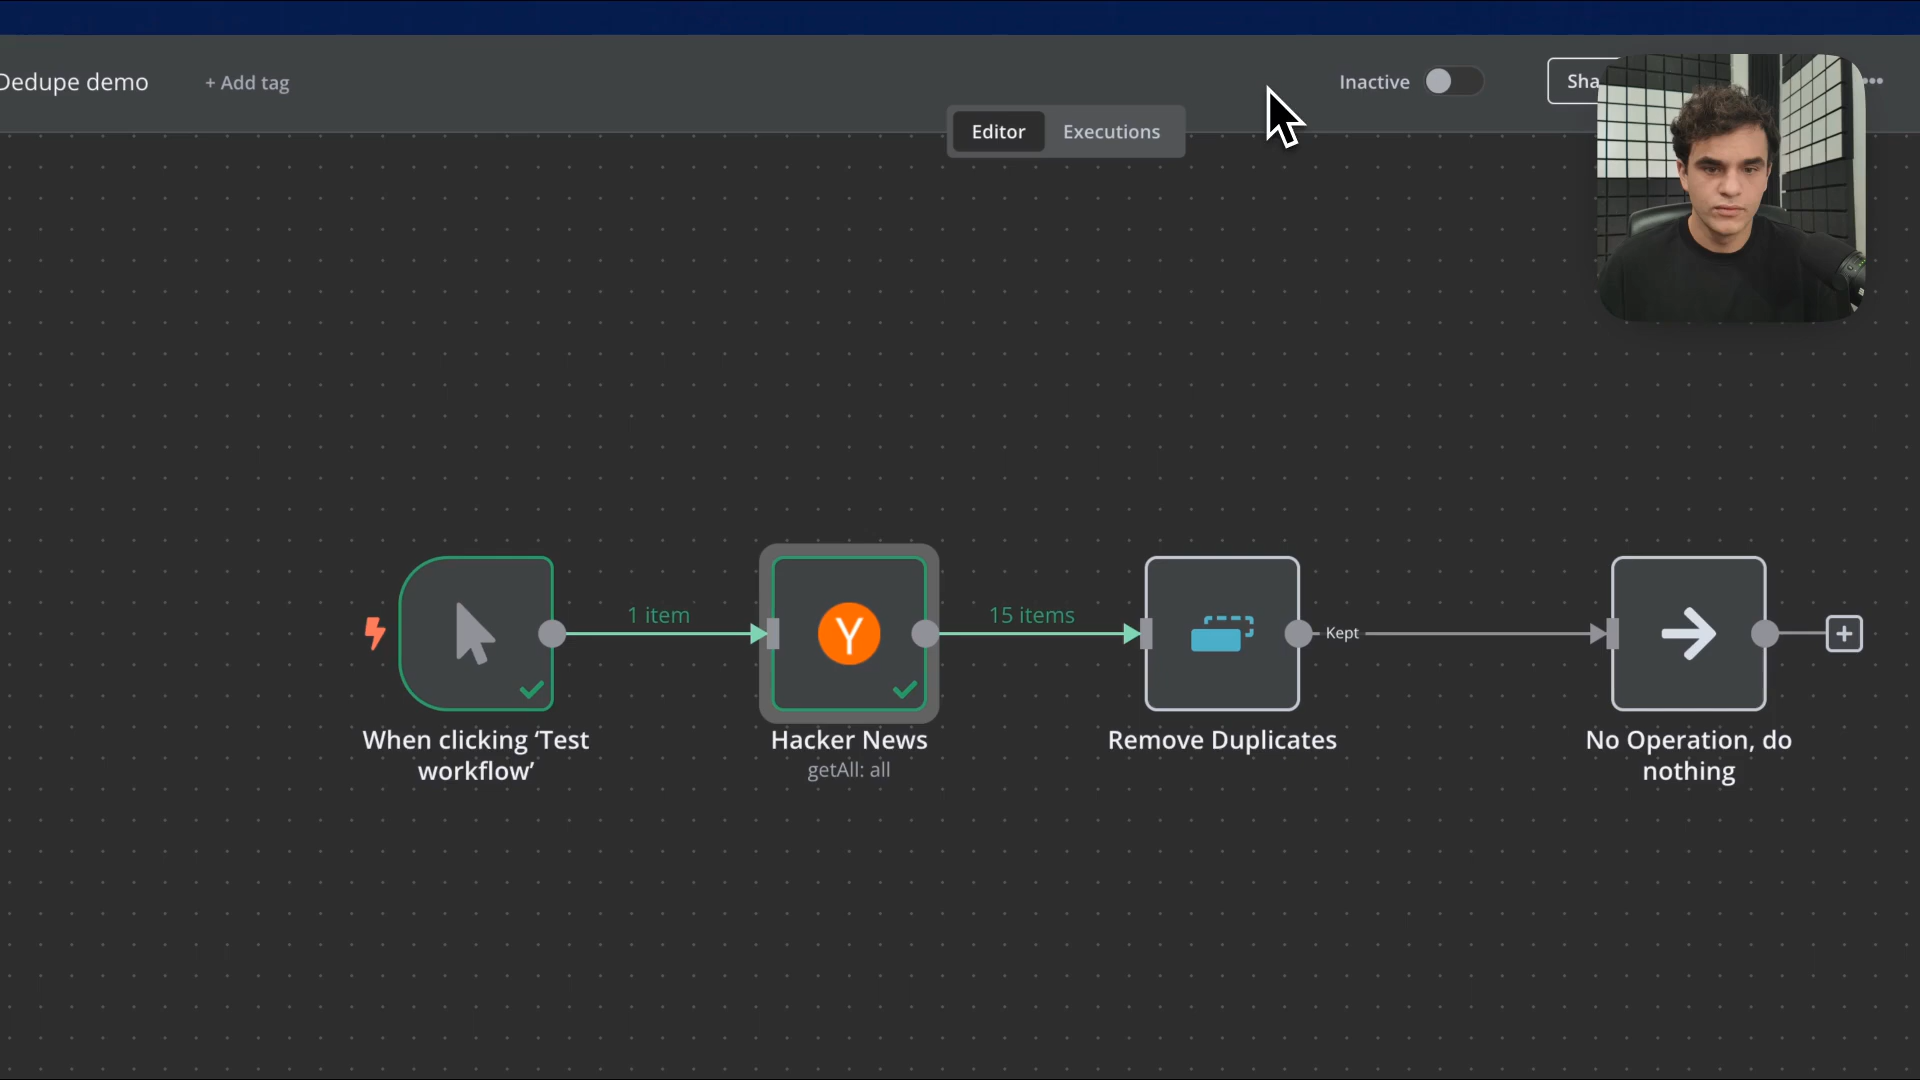 Dedupe demo
+ Add tag
Inactive
Sha
Editor
Executions
1 item
15 items
Kept
When clicking ‘Test
workflow’
Hacker News
getAll: all
Remove Duplicates
No Operation, do
nothing